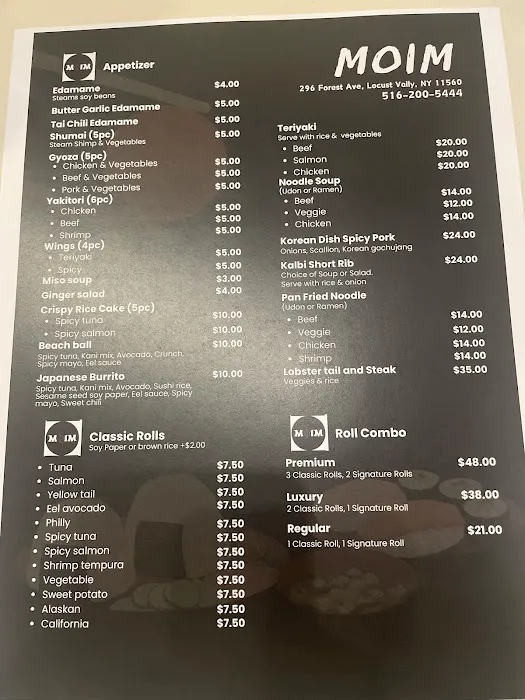 M IM Appetizer
Edamame $4.00
Steams soy beans
Butter Garlic Edamame $5.00
Tai Chili Edamame $5.00
Shumai (5pc) $5.00
Steam Shimp & Vegetables
Gyoza (5pc)
• Chicken & Vegetables $5.00
• Beef & Vegetables $5.00
• Pork & Vegetables $5.00
Yakitori (6pc)
• Chicken $5.00
• Beef $5.00
• Shrimp $5.00
Wings (4pc)
• Teriyaki $5.00
• Spicy $5.00
Miso soup $3.00
Ginger salad $4.00
Crispy Rice Cake (5pc)
• Spicy tuna $10.00
• Spicy salmon $10.00
Beach ball $10.00
Spicy tuna, Kani mix, Avocado, Crunch,
Spicy mayo, Eel sauce
Japanese Burrito $10.00
Spicy tuna, Kani mix, Avocado, Sushi rice,
Sesame seed soy paper, Eel sauce, Spicy
mayo, Sweet chili
M IM Classic Rolls
Soy Paper or brown rice +$2.00
• Tuna $7.50
• Salmon $7.50
• Yellow tail $7.50
• Eel avocado $7.50
• Philly $7.50
• Spicy tuna $7.50
• Spicy salmon $7.50
• Shrimp tempura $7.50
• Vegetable $7.50
• Sweet potato $7.50
• Alaskan $7.50
• California $7.50
MOIM
296 Forest Ave, Locust Vally, NY 11560
516-200-5444
Teriyaki
Serve with rice & vegetables
• Beef $20.00
• Salmon $20.00
• Chicken $20.00
Noodle Soup
(Udon or Ramen)
• Beef $14.00
• Veggie $12.00
• Chicken $14.00
Korean Dish Spicy Pork $24.00
Onions, Scallion, Korean gochujang
Kalbi Short Rib $24.00
Choice of Soup or Salad.
Serve with rice & onion
Pan Fried Noodle
(Udon or Ramen)
• Beef $14.00
• Veggie $12.00
• Chicken $14.00
• Shrimp $14.00
Lobster tail and Steak $35.00
Veggies & rice
M IM Roll Combo
Premium $48.00
3 Classic Rolls, 2 Signature Rolls
Luxury $38.00
2 Classic Rolls, 1 Signature Roll
Regular $21.00
1 Classic Roll, 1 Signature Roll